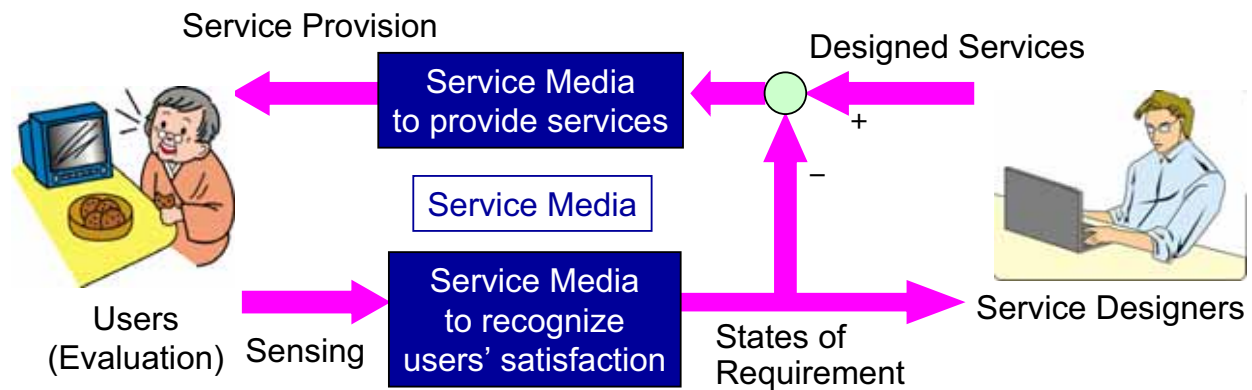 Service Provision
Designed Services
Service Media
to provide services
+
−
Service Media
Service Media
to recognize
users’ satisfaction
Users
(Evaluation)
Sensing
States of
Requirement
Service Designers